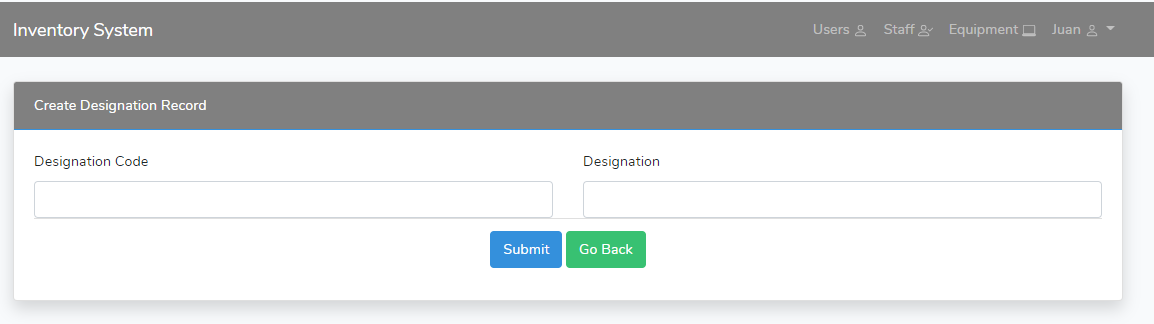 Inventory System
Users Staff Equipment Juan
Create Designation Record
Designation Code Designation
Submit Go Back